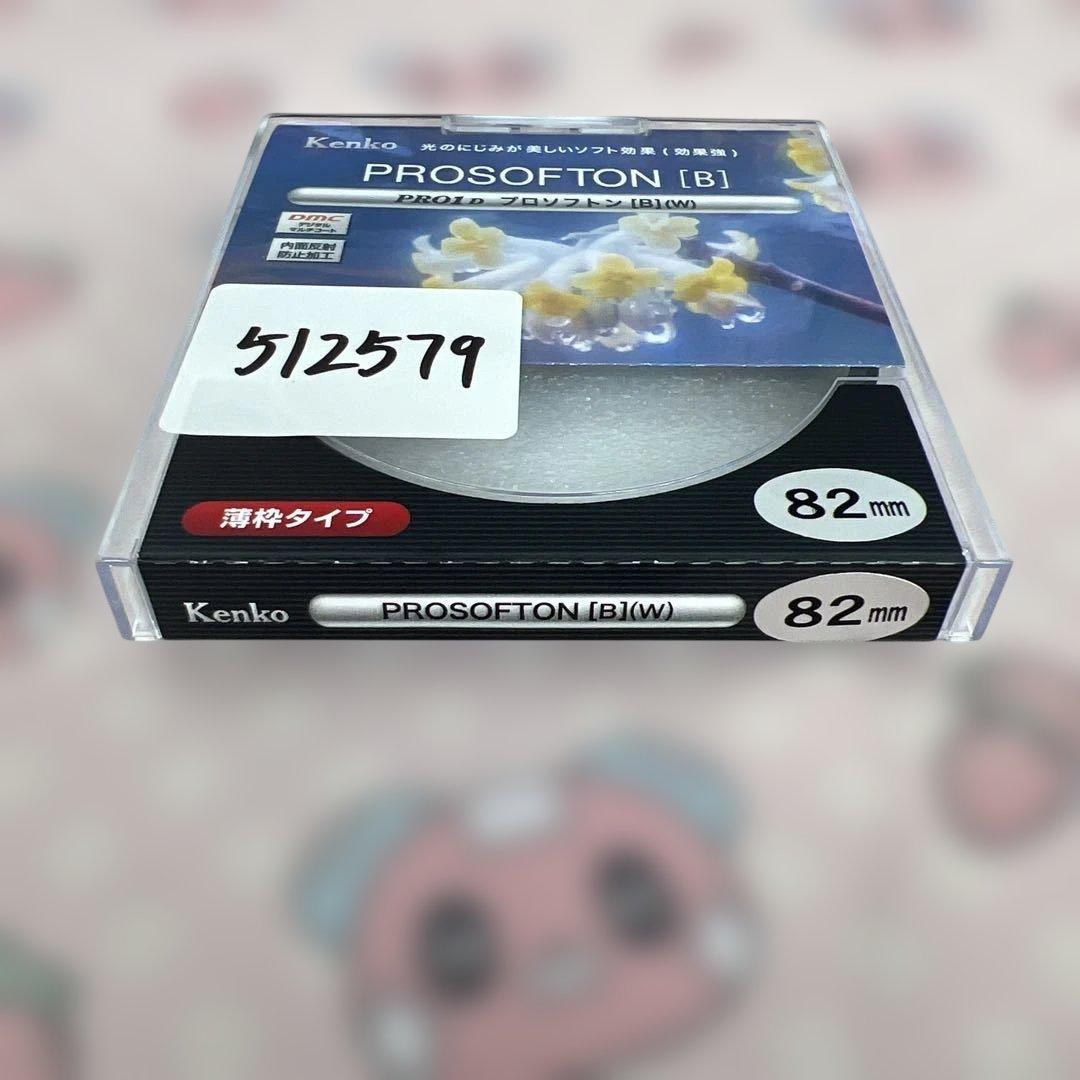 Kenko 光のにじみが美しいソフト効果(効果強)
PROSOFTON [B]
PRO1D プロソフトン [B](W)
DMC
デジタル
マルチコート
内面反射
防止加工
512579
薄枠タイプ
82mm
Kenko PROSOFTON [B](W) 82mm